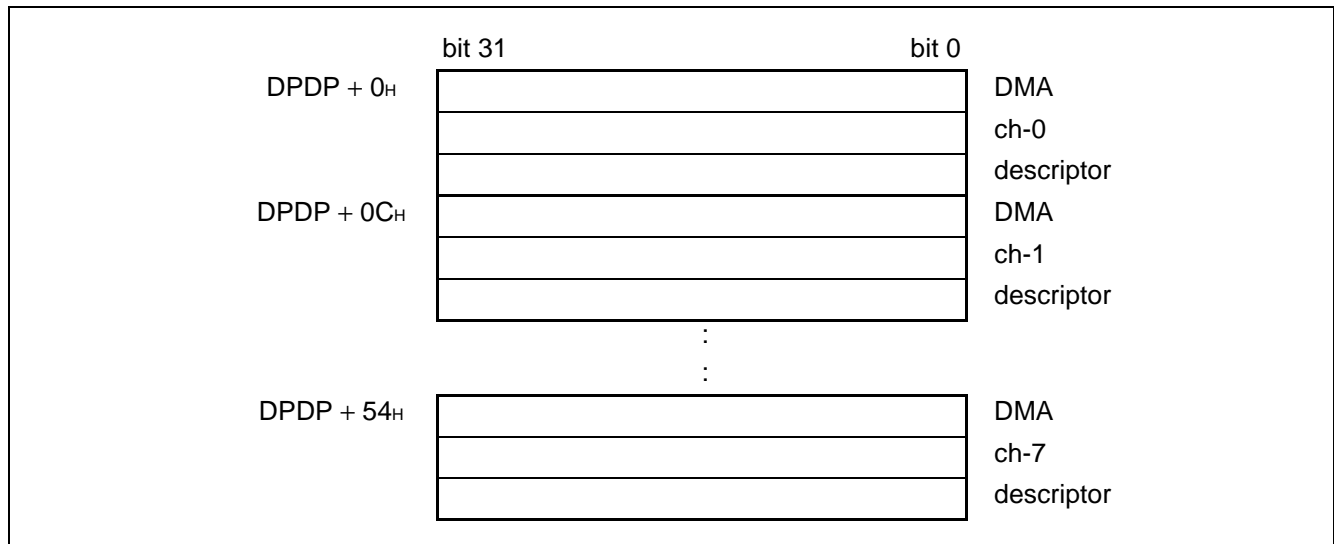 bit 31 bit 0
DPDP + 0H DMA
ch-0
descriptor
DPDP + 0CH DMA
ch-1
descriptor
:
:
DPDP + 54H DMA
ch-7
descriptor